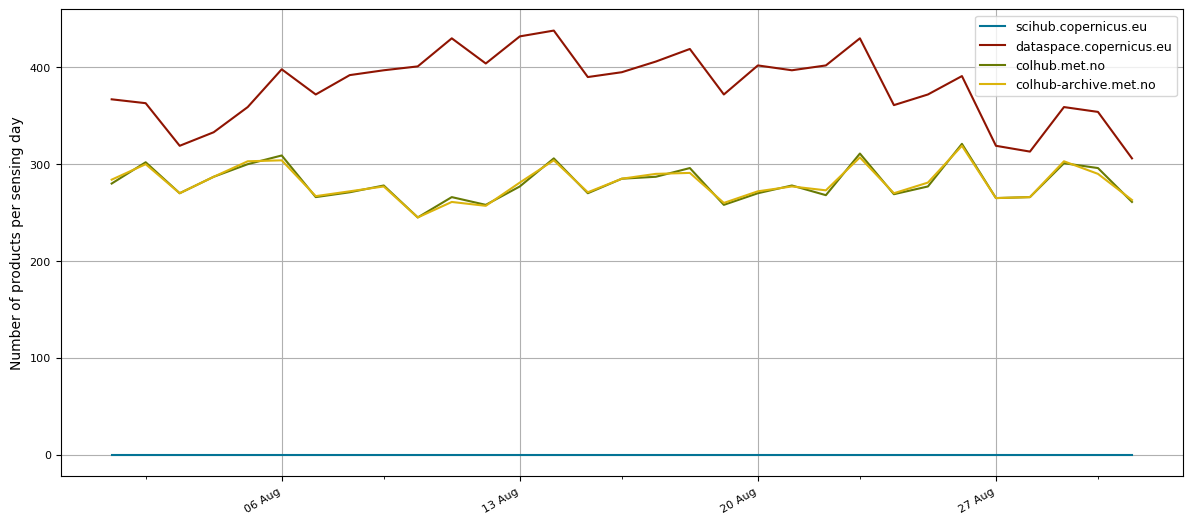 Number of products per sensing day
400
300
200
100
0
06 Aug
13 Aug
20 Aug
27 Aug
scihub.copernicus.eu
dataspace.copernicus.eu
colhub.met.no
colhub-archive.met.no